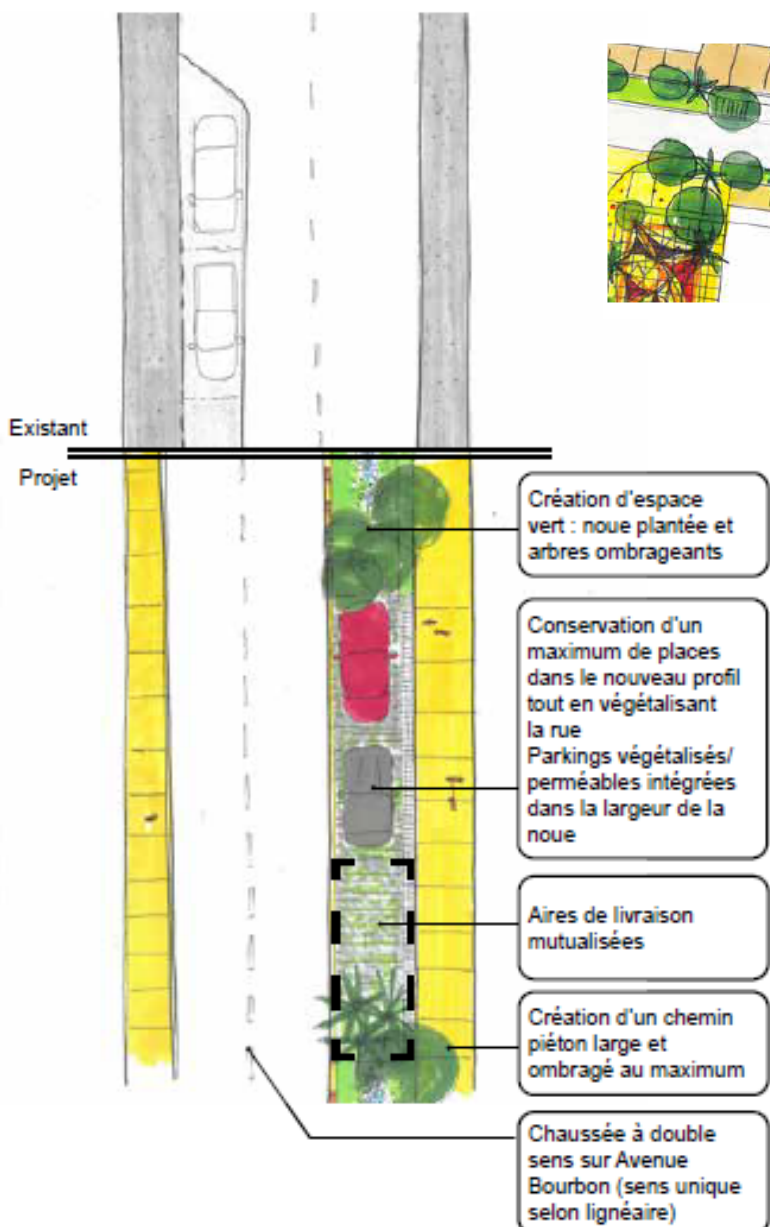 Existant
Projet
Création d'espace
vert : noue plantée et
arbres ombrageants
Conservation d'un
maximum de places
dans le nouveau profil
tout en végétalisant
la rue
Parkings végétalisés/
perméables intégrées
dans la largeur de la
noue
Aires de livraison
mutualisées
Création d'un chemin
piéton large et
ombragé au maximum
Chaussée à double
sens sur Avenue
Bourbon (sens unique
selon lignéaire)